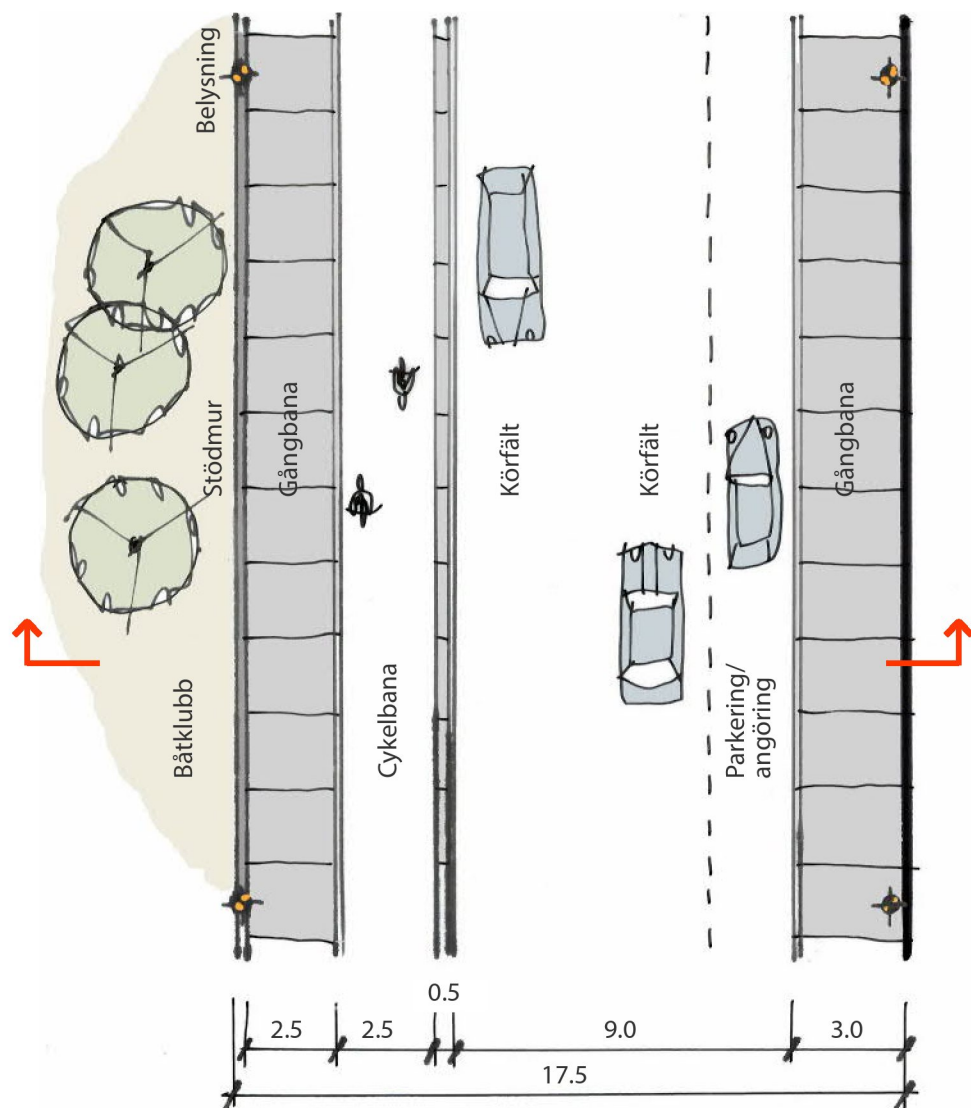 Belysning
Stödmur
Gångbana
Körfält
Körfält
Gångbana
Båtklubb
Cykelbana
Parkering/
angöring
0.5
2.5
2.5
9.0
3.0
17.5